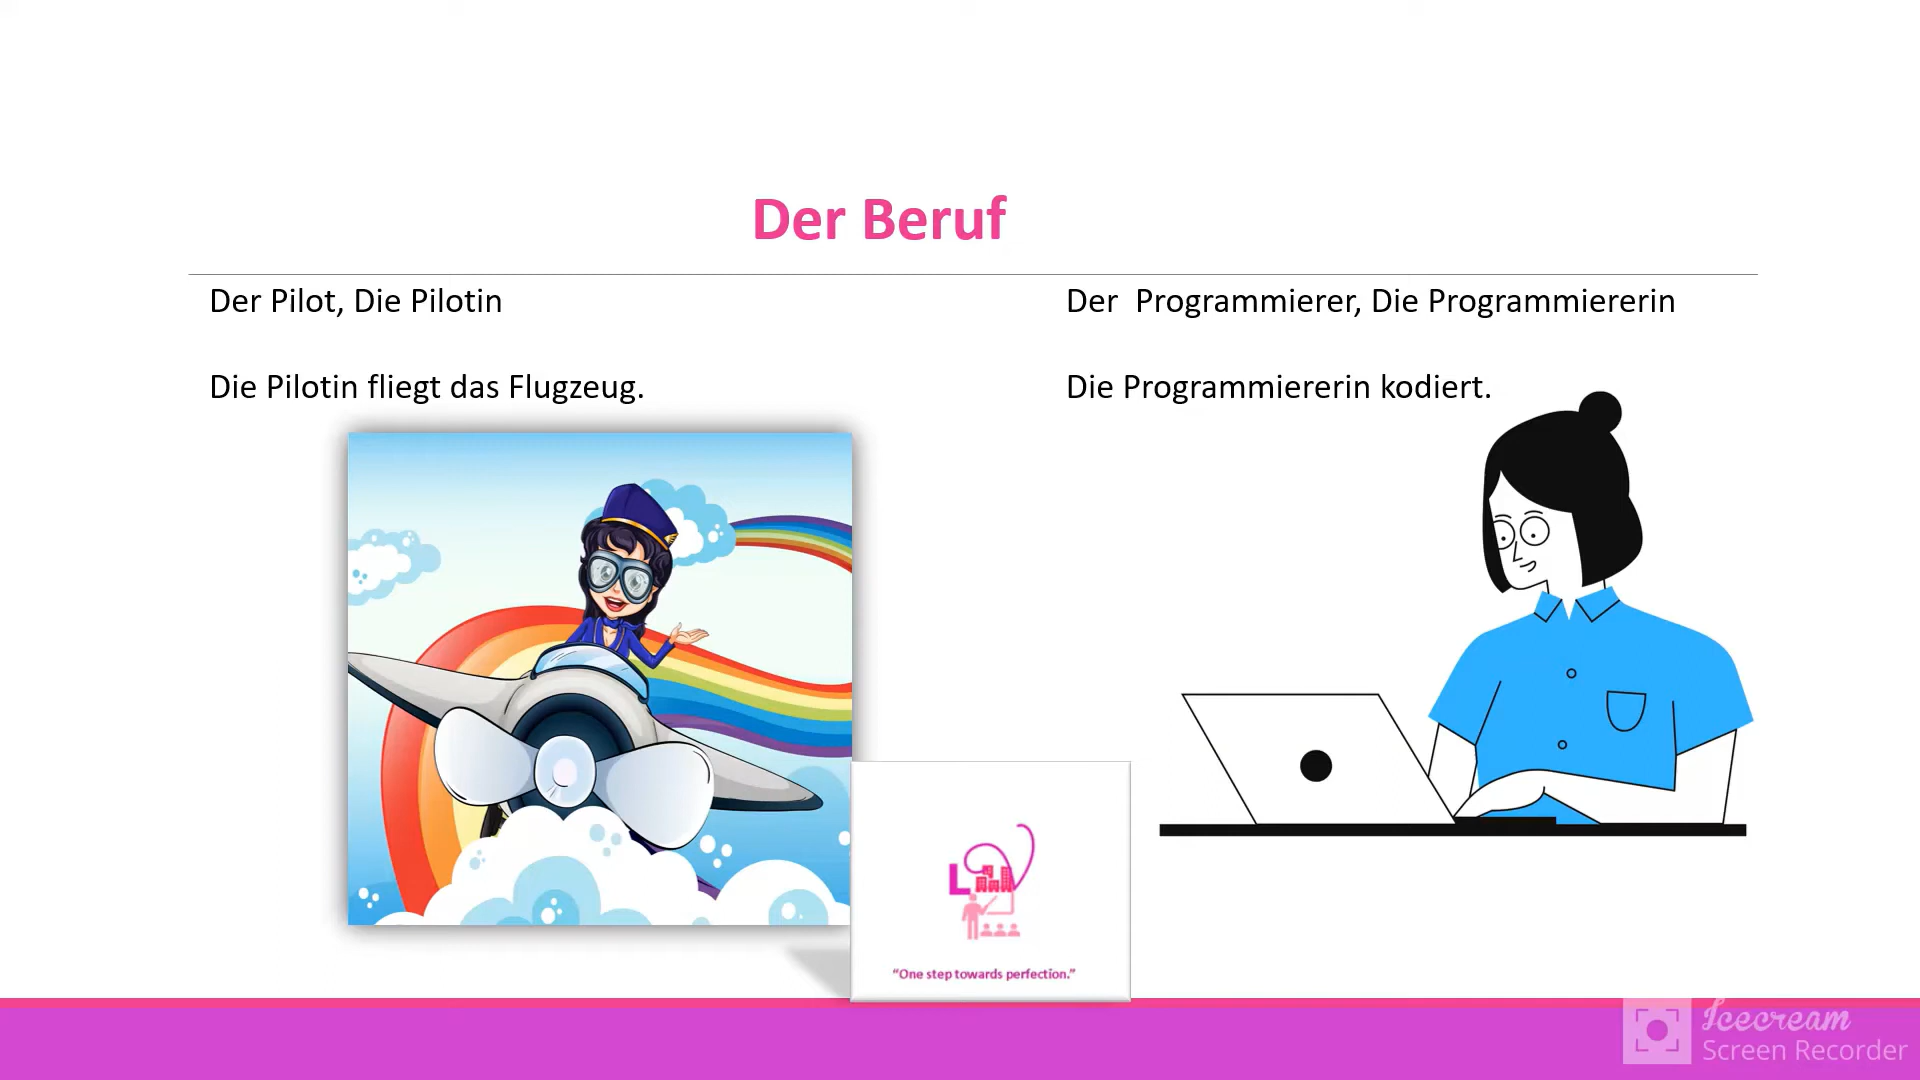 Der Beruf
Der Pilot, Die Pilotin
Die Pilotin fliegt das Flugzeug.
Der  Programmierer, Die Programmiererin
Die Programmiererin kodiert.
L
“One step towards perfection.”
Icecream
Screen Recorder